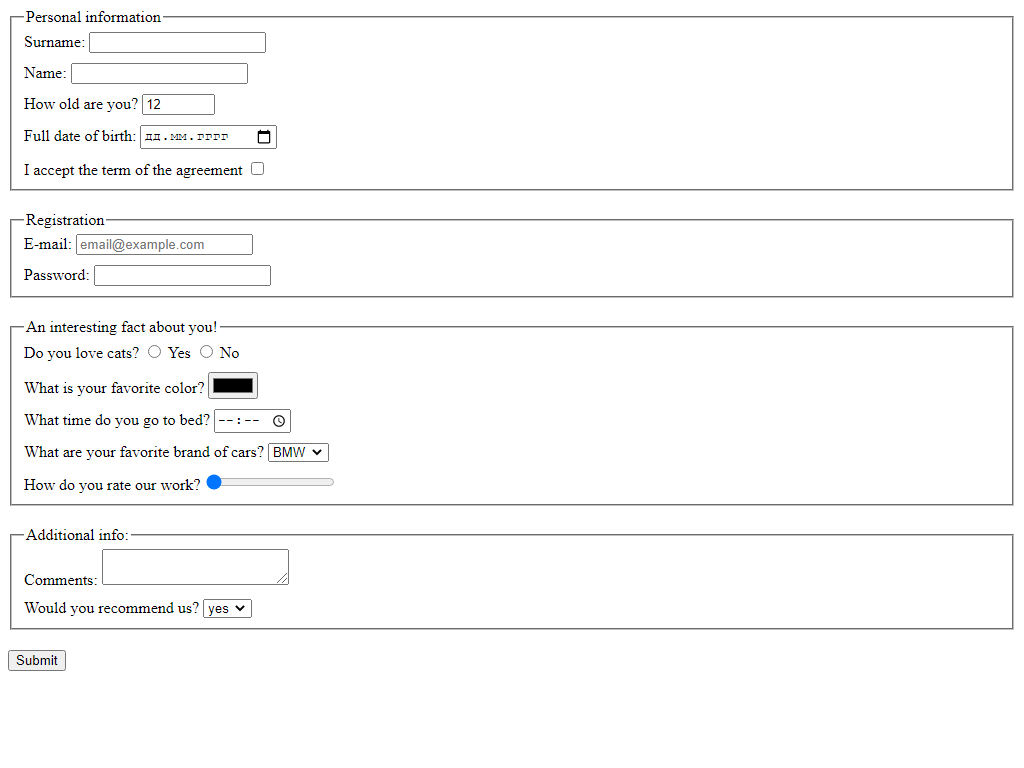 Personal information
Surname:
Name:
How old are you? 12
Full date of birth: дд.мм.гггг
I accept the term of the agreement
Registration
E-mail: email@example.com
Password:
An interesting fact about you!
Do you love cats? Yes No
What is your favorite color?
What time do you go to bed? --:--
What are your favorite brand of cars? BMW
How do you rate our work?
Additional info:
Comments:
Would you recommend us? yes
Submit